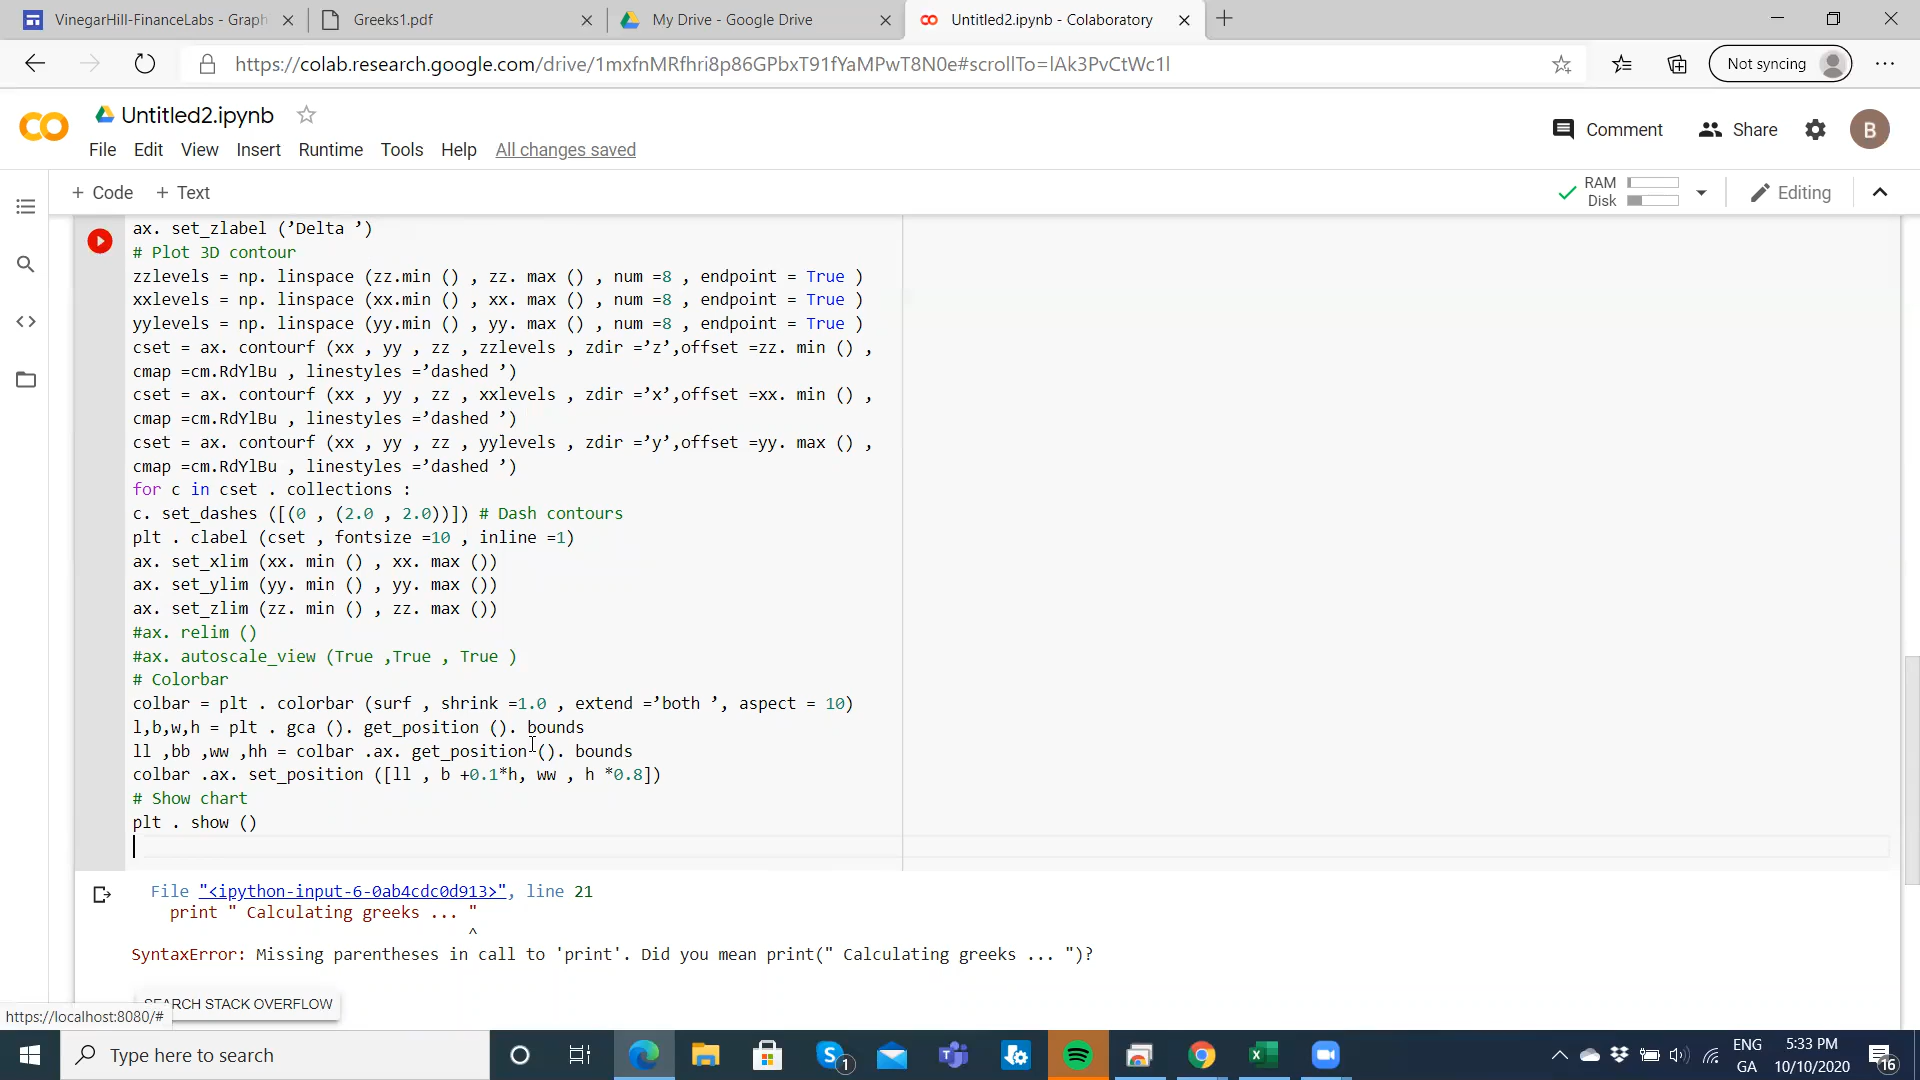 VinegarHill-FinanceLabs - Graph
Greeks1.pdf
My Drive - Google Drive
Untitled2.ipynb - Colaboratory
https://colab.research.google.com/drive/1mxfnMRfhri8p86GPbxT91fYaMPwT8N0e#scrollTo=lAk3PvCtWc1l
Not syncing
Untitled2.ipynb
Comment
Share
B
File Edit View Insert Runtime Tools Help All changes saved
+ Code + Text
RAM
Disk
Editing
ax. set_zlabel (’Delta ’)
# Plot 3D contour
zzlevels = np. linspace (zz.min () , zz. max () , num =8 , endpoint = True )
xxlevels = np. linspace (xx.min () , xx. max () , num =8 , endpoint = True )
yylevels = np. linspace (yy.min () , yy. max () , num =8 , endpoint = True )
cset = ax. contourf (xx , yy , zz , zzlevels , zdir =’z’,offset =zz. min () ,
cmap =cm.RdYlBu , linestyles =’dashed ’)
cset = ax. contourf (xx , yy , zz , xxlevels , zdir =’x’,offset =xx. min () ,
cmap =cm.RdYlBu , linestyles =’dashed ’)
cset = ax. contourf (xx , yy , zz , yylevels , zdir =’y’,offset =yy. max () ,
cmap =cm.RdYlBu , linestyles =’dashed ’)
for c in cset . collections :
c. set_dashes ([(0 , (2.0 , 2.0))]) # Dash contours
plt . clabel (cset , fontsize =10 , inline =1)
ax. set_xlim (xx. min () , xx. max ())
ax. set_ylim (yy. min () , yy. max ())
ax. set_zlim (zz. min () , zz. max ())
#ax. relim ()
#ax. autoscale_view (True ,True , True )
# Colorbar
colbar = plt . colorbar (surf , shrink =1.0 , extend =’both ’, aspect = 10)
l,b,w,h = plt . gca (). get_position (). bounds
ll ,bb ,ww ,hh = colbar .ax. get_position (). bounds
colbar .ax. set_position ([ll , b +0.1*h, ww , h *0.8])
# Show chart
plt . show ()
File "<ipython-input-6-0ab4cdc0d913>", line 21
print " Calculating greeks ... "
^
SyntaxError: Missing parentheses in call to 'print'. Did you mean print(" Calculating greeks ... ")?
SEARCH STACK OVERFLOW
https://localhost:8080/#
Type here to search
1
ENG
GA
5:33 PM
10/10/2020
16